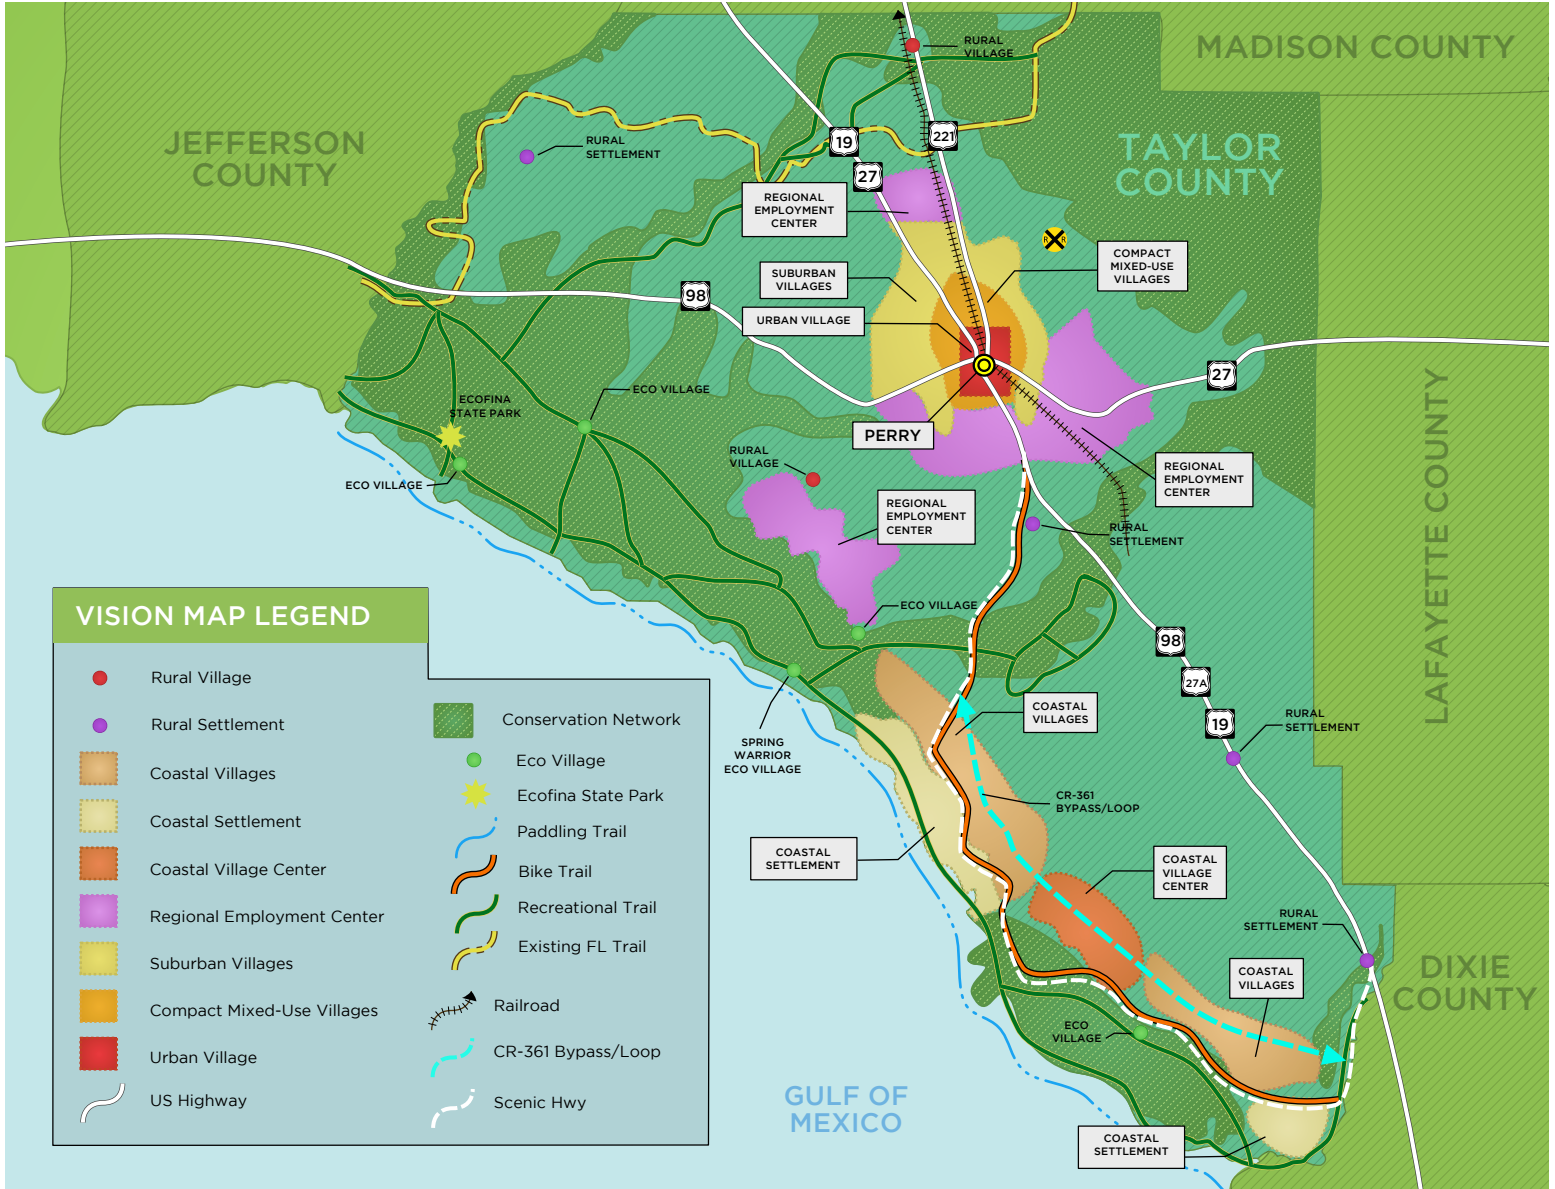 RURAL
VILLAGE
MADISON COUNTY
JEFFERSON
COUNTY
RURAL
SETTLEMENT
19
221
27
TAYLOR
COUNTY
REGIONAL
EMPLOYMENT
CENTER
R R
COMPACT
MIXED-USE
VILLAGES
SUBURBAN
VILLAGES
98
URBAN VILLAGE
27
ECO VILLAGE
ECOFINA
STATE PARK
PERRY
LAFAYETTE COUNTY
RURAL
VILLAGE
ECO VILLAGE
REGIONAL
EMPLOYMENT
CENTER
REGIONAL
EMPLOYMENT
CENTER
RURAL
SETTLEMENT
ECO VILLAGE
98
27A
19
RURAL
SETTLEMENT
COASTAL
VILLAGES
SPRING
WARRIOR
ECO VILLAGE
CR-361
BYPASS/LOOP
COASTAL
SETTLEMENT
COASTAL
VILLAGE
CENTER
RURAL
SETTLEMENT
COASTAL
VILLAGES
DIXIE
COUNTY
ECO
VILLAGE
GULF OF
MEXICO
COASTAL
SETTLEMENT
VISION MAP LEGEND
Rural Village
Rural Settlement
Coastal Villages
Coastal Settlement
Coastal Village Center
Regional Employment Center
Suburban Villages
Compact Mixed-Use Villages
Urban Village
US Highway
Conservation Network
Eco Village
Ecofina State Park
Paddling Trail
Bike Trail
Recreational Trail
Existing FL Trail
Railroad
CR-361 Bypass/Loop
Scenic Hwy